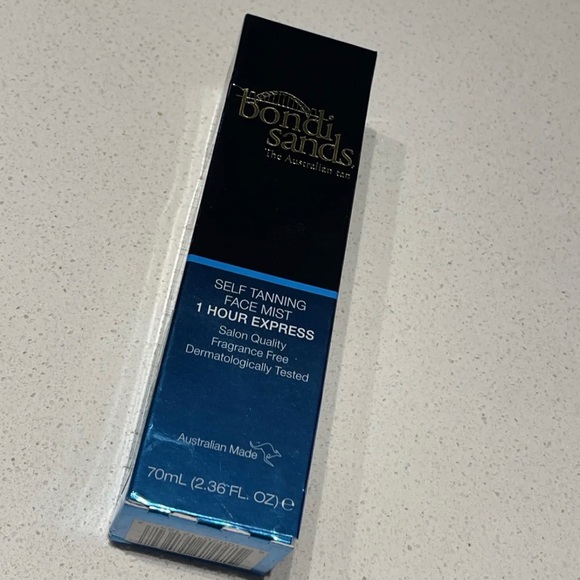 bondi
sands
The Australian tan
SELF TANNING
FACE MIST
1 HOUR EXPRESS
Salon Quality
Fragrance Free
Dermatologically Tested
Australian Made
70mL (2.36 FL. OZ) ℮